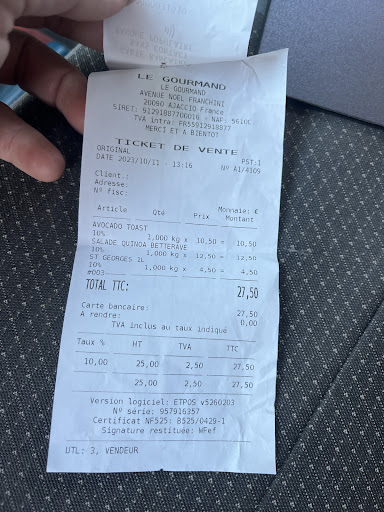 LE GOURMAND
LE GOURMAND
AVENUE NOEL FRANCHINI
20090 AJACCIO France
SIRET: 91291887700016 - NAF: 5610C
TVA intra: FR55912918877
MERCI ET A BIENTOT
TICKET DE VENTE
ORIGINAL PST:1
DATE 2023/10/11 - 13:16 Nº A1/4109
Client.:
Adresse:
Nº fisc:
Monnaie: €
Article Qté Prix Montant
AVOCADO TOAST
10% 1,000 kg x 10,50 = 10,50
SALADE QUINOA BETTERAVE
10% 1,000 kg x 12,50 = 12,50
ST GEORGES 1L
10% 1,000 kg x 4,50 = 4,50
#003
TOTAL TTC: 27,50
Carte bancaire: 27,50
A rendre: 0,00
TVA inclus au taux indiqué
Taux % HT TVA TTC
10,00 25,00 2,50 27,50
25,00 2,50 27,50
Version logiciel: ETPOS v5260203
Nº série: 957916357
Certificat NF525: B525/0429-1
Signature restituée: WFef
UTL: 3, VENDEUR